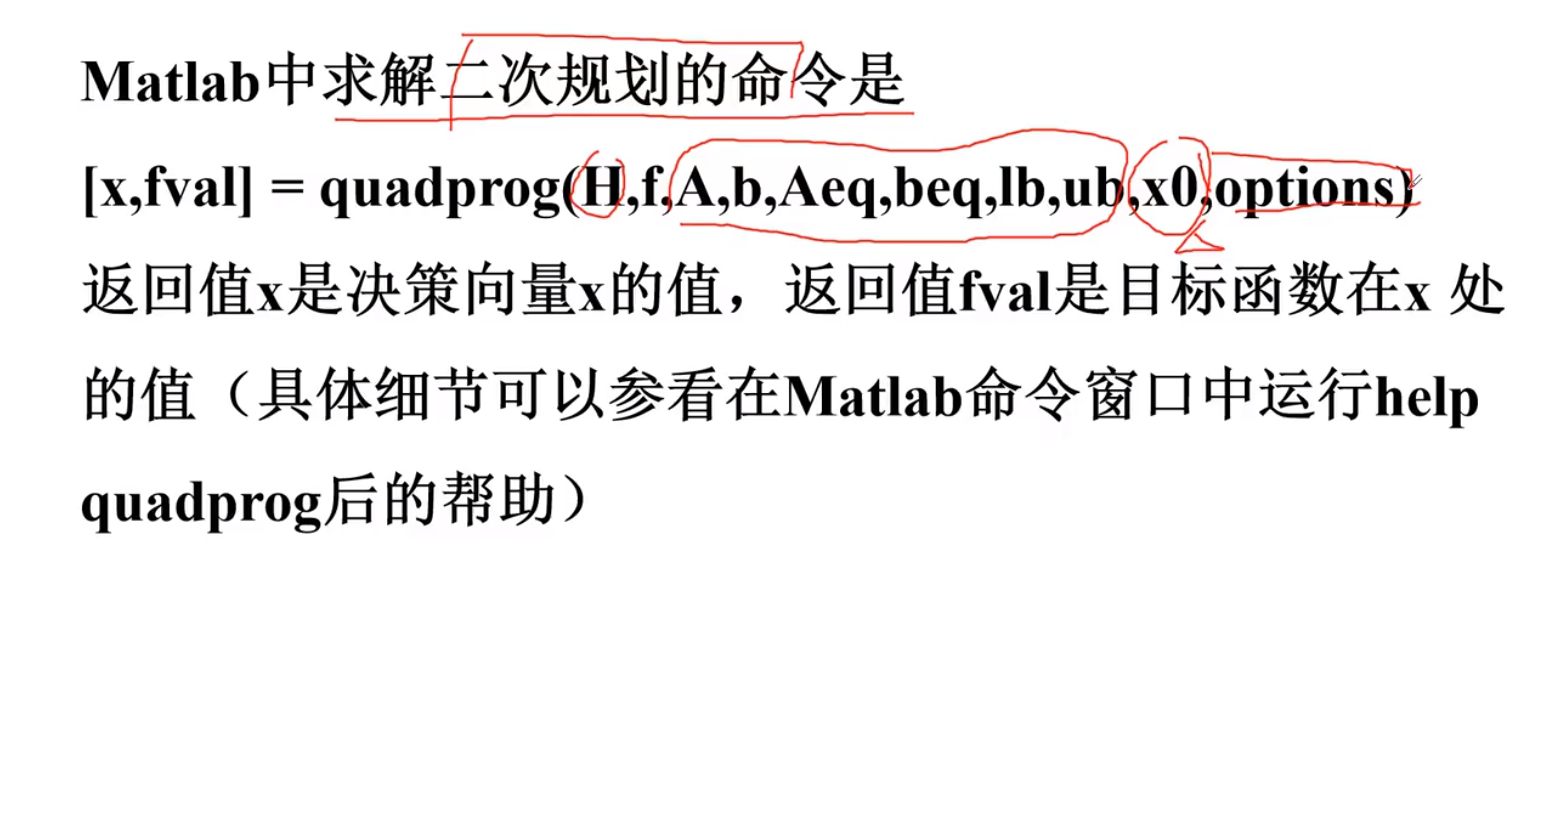 Matlab中求解二次规划的命令是
[x,fval] = quadprog(H,f,A,b,Aeq,beq,lb,ub,x0,options)
返回值x是决策向量x的值，返回值fval是目标函数在x 处
的值（具体细节可以参看在Matlab命令窗口中运行help
quadprog后的帮助）